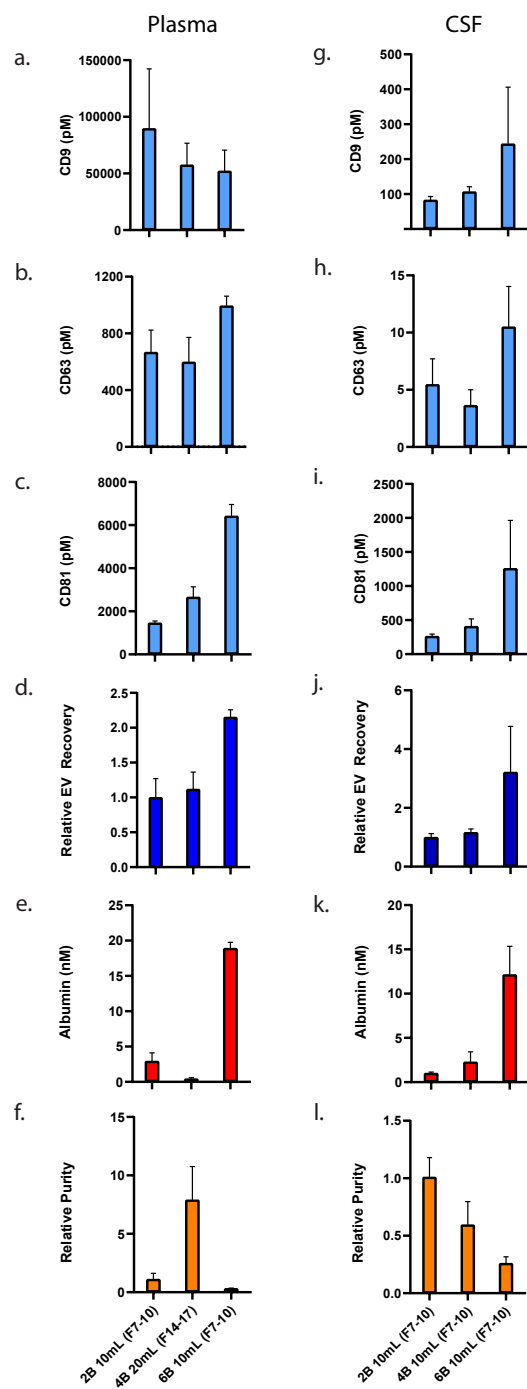 Plasma
CSF
a.
150000
100000
50000
0
CD9 (pM)
g.
500
400
300
200
100
0
CD9 (pM)
b.
1200
800
400
0
CD63 (pM)
h.
15
10
5
0
CD63 (pM)
c.
8000
6000
4000
2000
0
CD81 (pM)
i.
2500
2000
1500
1000
500
0
CD81 (pM)
d.
2.5
2.0
1.5
1.0
0.5
0.0
Relative EV Recovery
j.
6
4
2
0
Relative EV Recovery
e.
25
20
15
10
5
0
Albumin (nM)
k.
20
15
10
5
0
Albumin (nM)
f.
15
10
5
0
Relative Purity
2B 10mL (F7-10)
4B 20mL (F14-17)
6B 10mL (F7-10)
l.
1.5
1.0
0.5
0.0
Relative Purity
2B 10mL (F7-10)
4B 10mL (F7-10)
6B 10mL (F7-10)